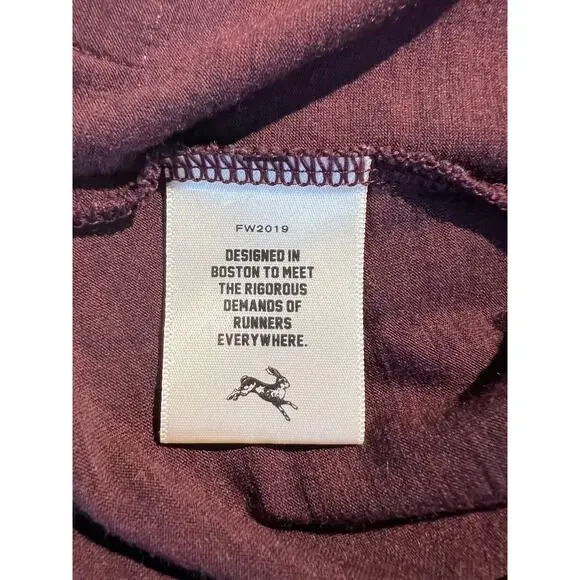 FW2019
DESIGNED IN
BOSTON TO MEET
THE RIGOROUS
DEMANDS OF
RUNNERS
EVERYWHERE.